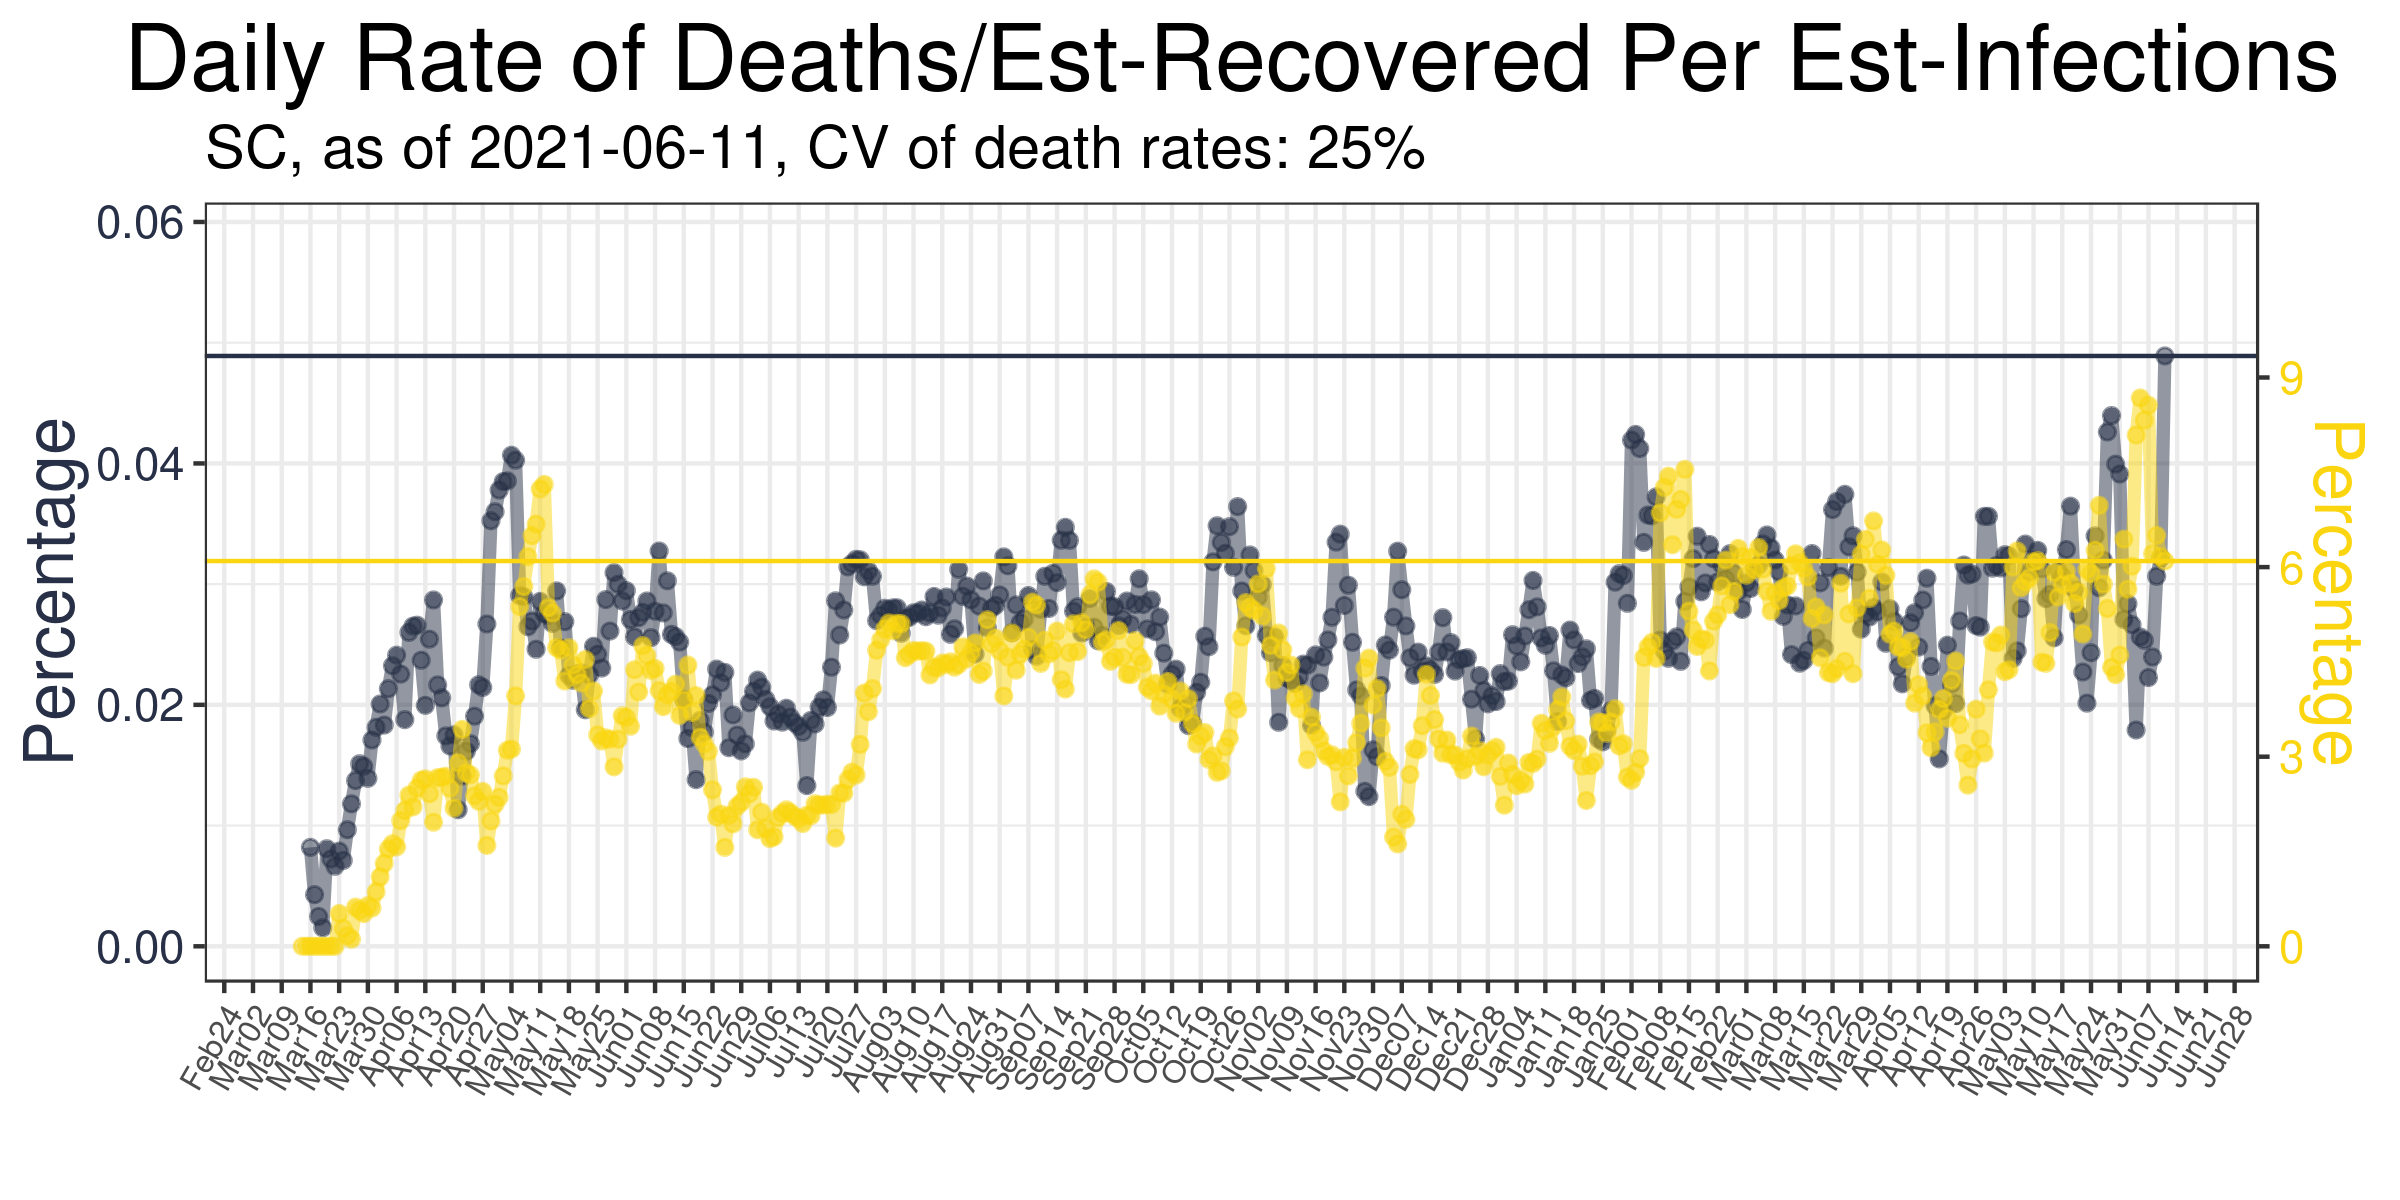 Daily Rate of Deaths/Est-Recovered Per Est-Infections
SC, as of 2021-06-11, CV of death rates: 25%
Percentage
0.06
0.04
0.02
0.00
9
6
3
0
Percentage
Feb24
Mar02
Mar09
Mar16
Mar23
Mar30
Apr06
Apr13
Apr20
Apr27
May04
May11
May18
May25
Jun01
Jun08
Jun15
Jun22
Jun29
Jul06
Jul13
Jul20
Jul27
Aug03
Aug10
Aug17
Aug24
Aug31
Sep07
Sep14
Sep21
Sep28
Oct05
Oct12
Oct19
Oct26
Nov02
Nov09
Nov16
Nov23
Nov30
Dec07
Dec14
Dec21
Dec28
Jan04
Jan11
Jan18
Jan25
Feb01
Feb08
Feb15
Feb22
Mar01
Mar08
Mar15
Mar22
Mar29
Apr05
Apr12
Apr19
Apr26
May03
May10
May17
May24
May31
Jun07
Jun14
Jun21
Jun28